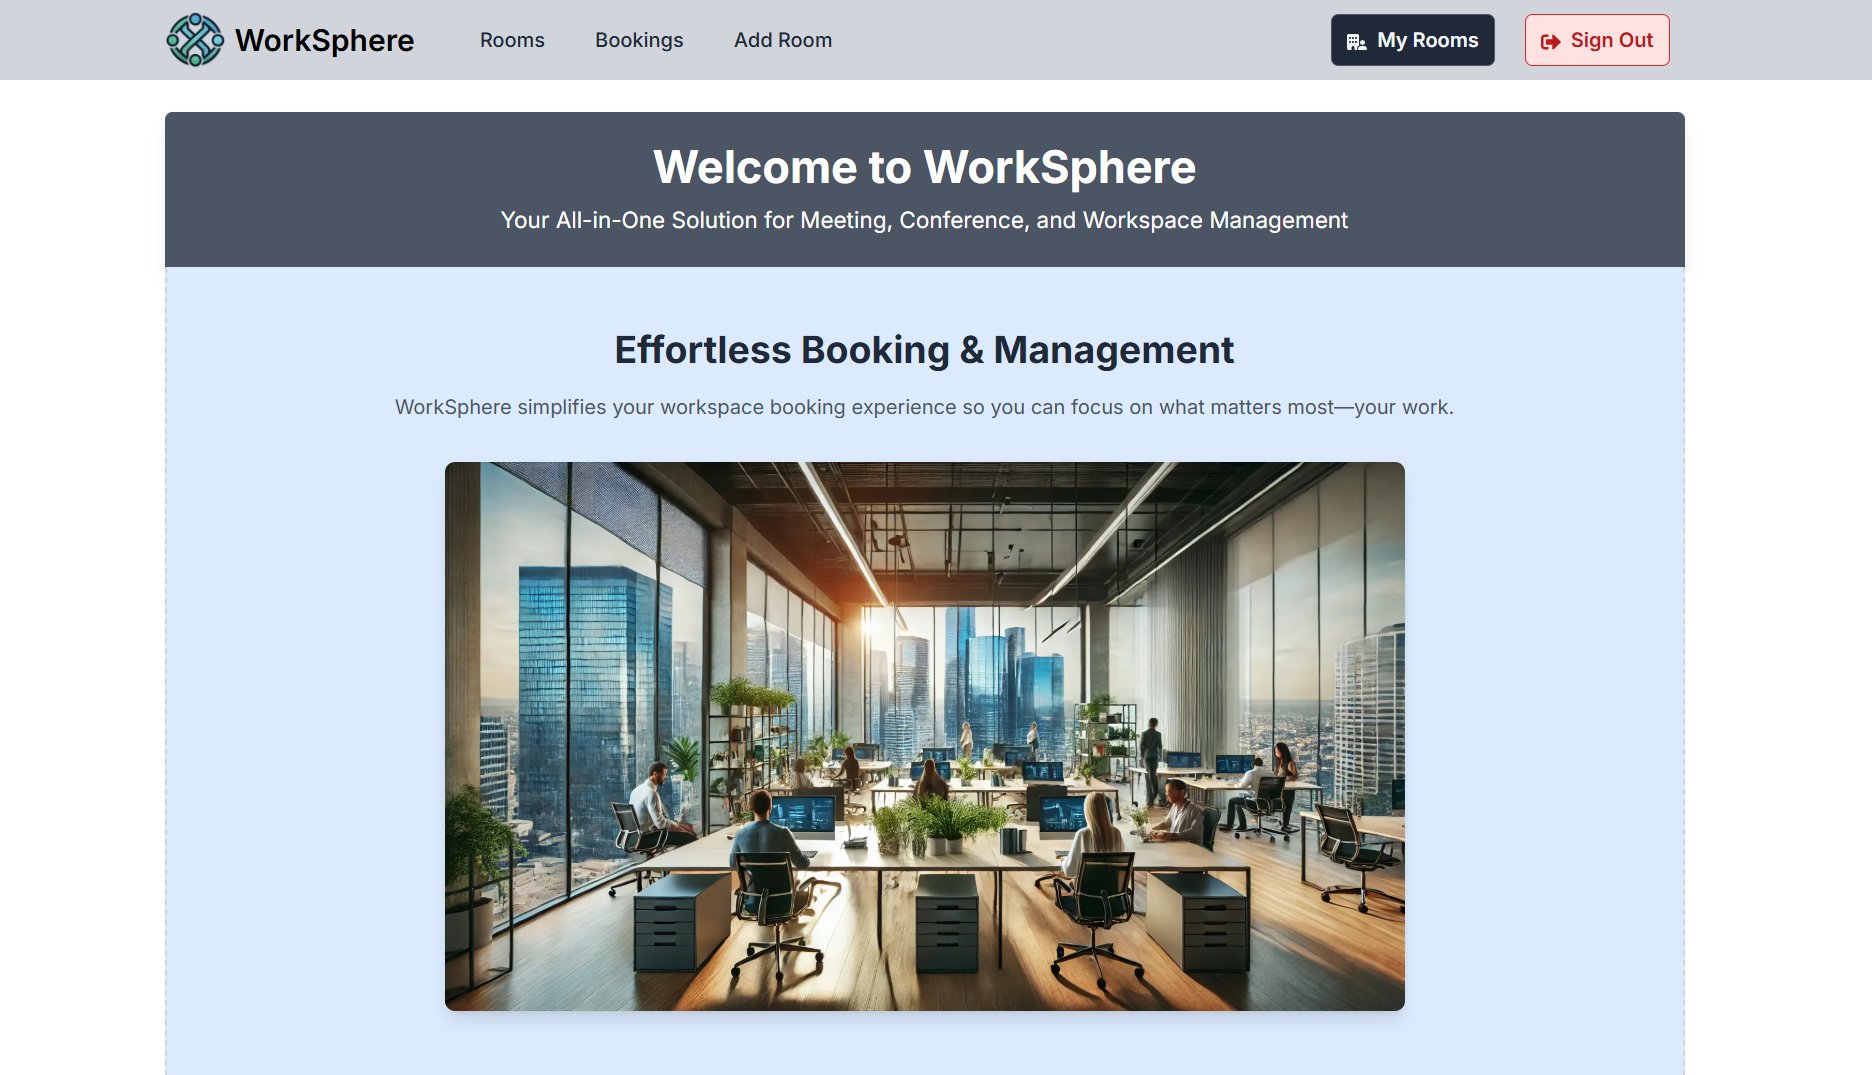 WorkSphere
Rooms
Bookings
Add Room
My Rooms
Sign Out
Welcome to WorkSphere
Your All-in-One Solution for Meeting, Conference, and Workspace Management
Effortless Booking & Management
WorkSphere simplifies your workspace booking experience so you can focus on what matters most—your work.